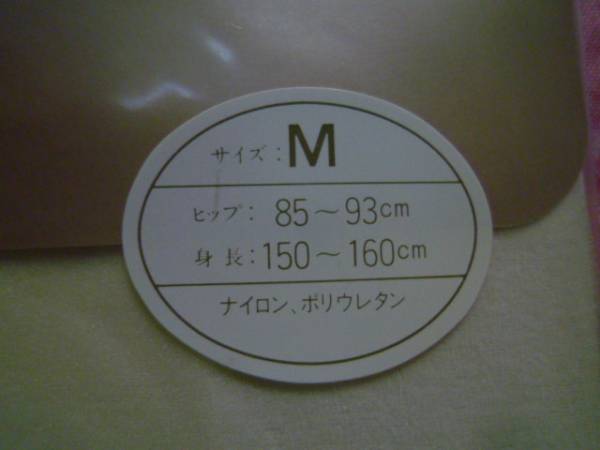 サイズ:M
ヒップ: 85～93cm
身長:150～160cm
ナイロン、ポリウレタン